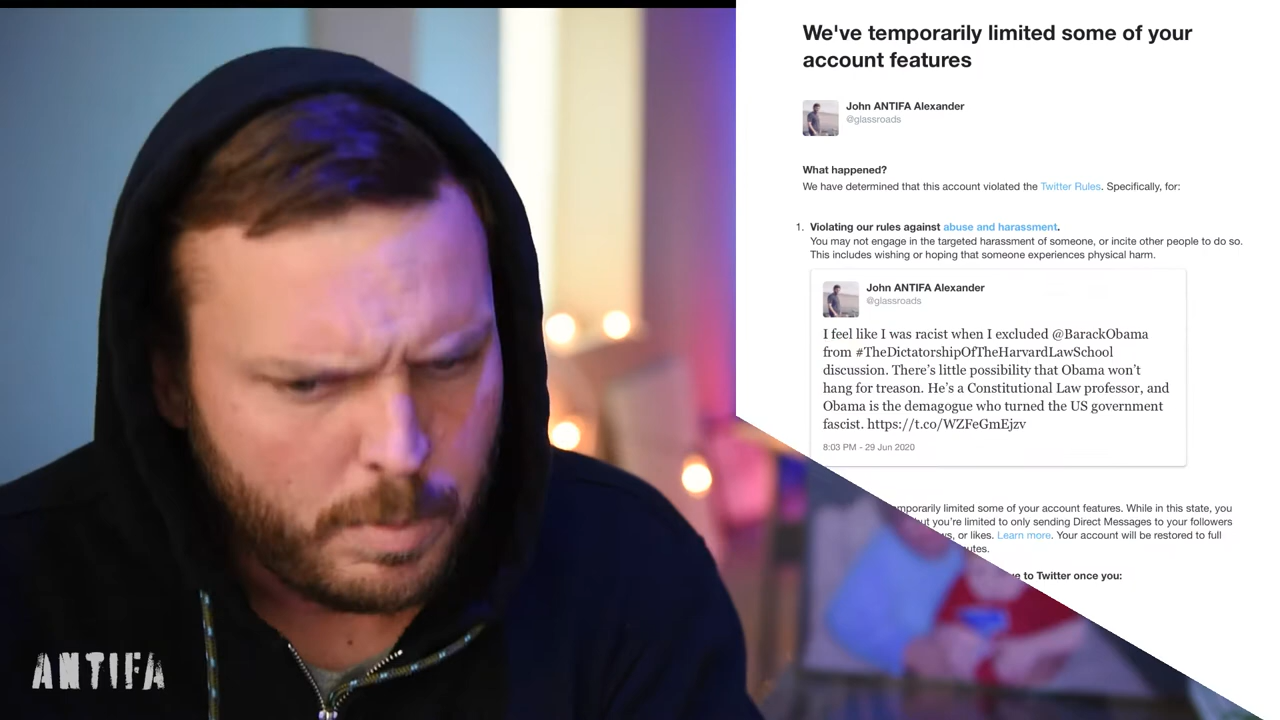 We've temporarily limited some of your
account features
John ANTIFA Alexander
@glassroads
What happened?
We have determined that this account violated the Twitter Rules. Specifically, for:
1. Violating our rules against abuse and harassment.
You may not engage in the targeted harassment of someone, or incite other people to do so.
This includes wishing or hoping that someone experiences physical harm.
John ANTIFA Alexander
@glassroads
I feel like I was racist when I excluded @BarackObama
from #TheDictatorshipOfTheHarvardLawSchool
discussion. There's little possibility that Obama won't
hang for treason. He's a Constitutional Law professor, and
Obama is the demagogue who turned the US government
fascist. https://t.co/WZFeGmEjzv
8:03 PM - 29 Jun 2020
limited some of your account features. While in this state, you
you're limited to only sending Direct Messages to your followers
or likes. Learn more. Your account will be restored to full
to Twitter once you:
ANTIFA